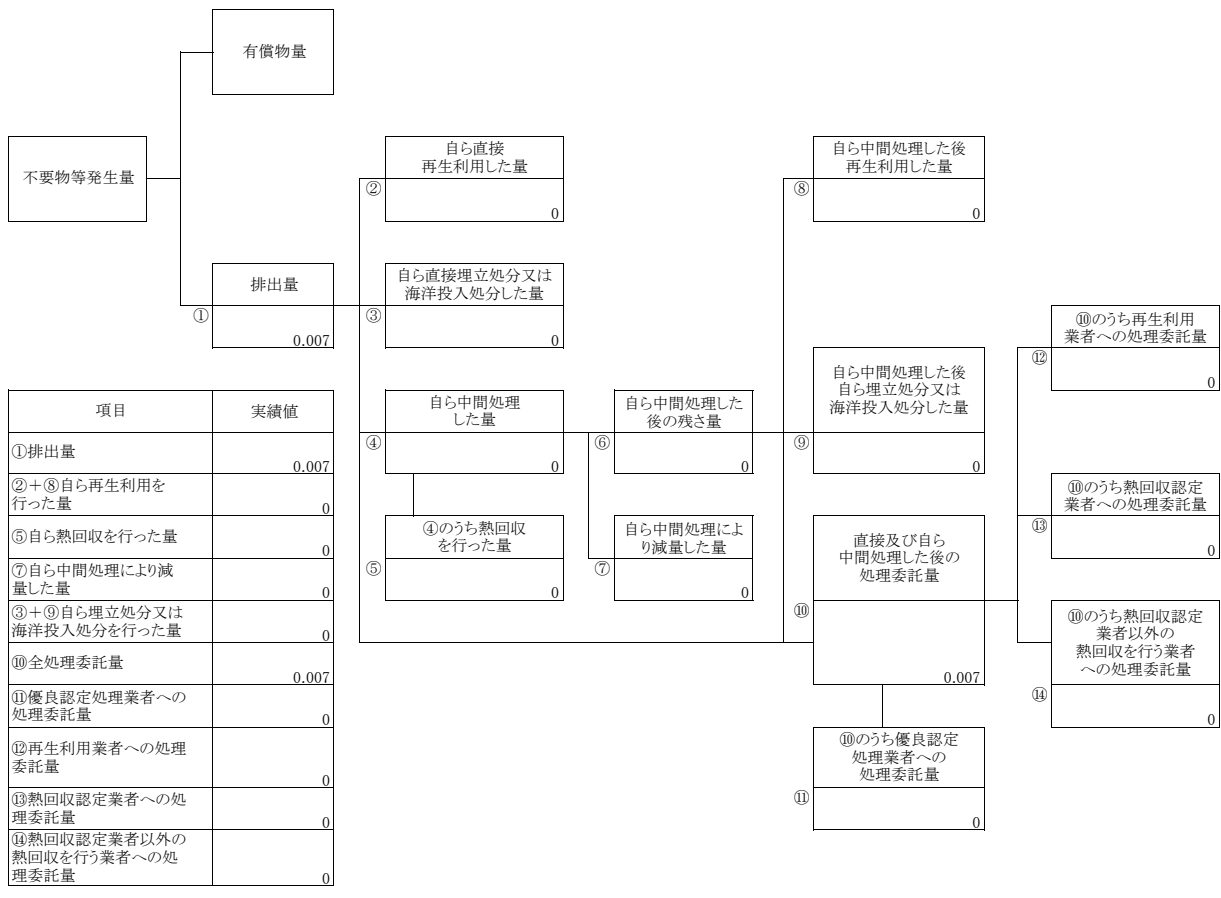 有償物量
不要物等発生量
排出量
①
0.007
自ら直接
再生利用した量
②
0
自ら直接埋立処分又は
海洋投入処分した量
③
0
自ら中間処理
した量
④
0
④のうち熱回収
を行った量
⑤
0
自ら中間処理した
後の残さ量
⑥
0
自ら中間処理によ
り減量した量
⑦
0
自ら中間処理した後
再生利用した量
⑧
0
自ら中間処理した後
自ら埋立処分又は
海洋投入処分した量
⑨
0
直接及び自ら
中間処理した後の
処理委託量
⑩
0.007
⑩のうち優良認定
処理業者への
処理委託量
⑪
0
⑩のうち再生利用
業者への処理委託量
⑫
0
⑩のうち熱回収認定
業者への処理委託量
⑬
0
⑩のうち熱回収認定
業者以外の
熱回収を行う業者
への処理委託量
⑭
0
項目 実績値
①排出量
0.007
②＋⑧自ら再生利用を
行った量
0
⑤自ら熱回収を行った量
0
⑦自ら中間処理により減
量した量
0
③＋⑨自ら埋立処分又は
海洋投入処分を行った量
0
⑩全処理委託量
0.007
⑪優良認定処理業者への
処理委託量
0
⑫再生利用業者への処理
委託量
0
⑬熱回収認定業者への処
理委託量
0
⑭熱回収認定業者以外の
熱回収を行う業者への処
理委託量
0